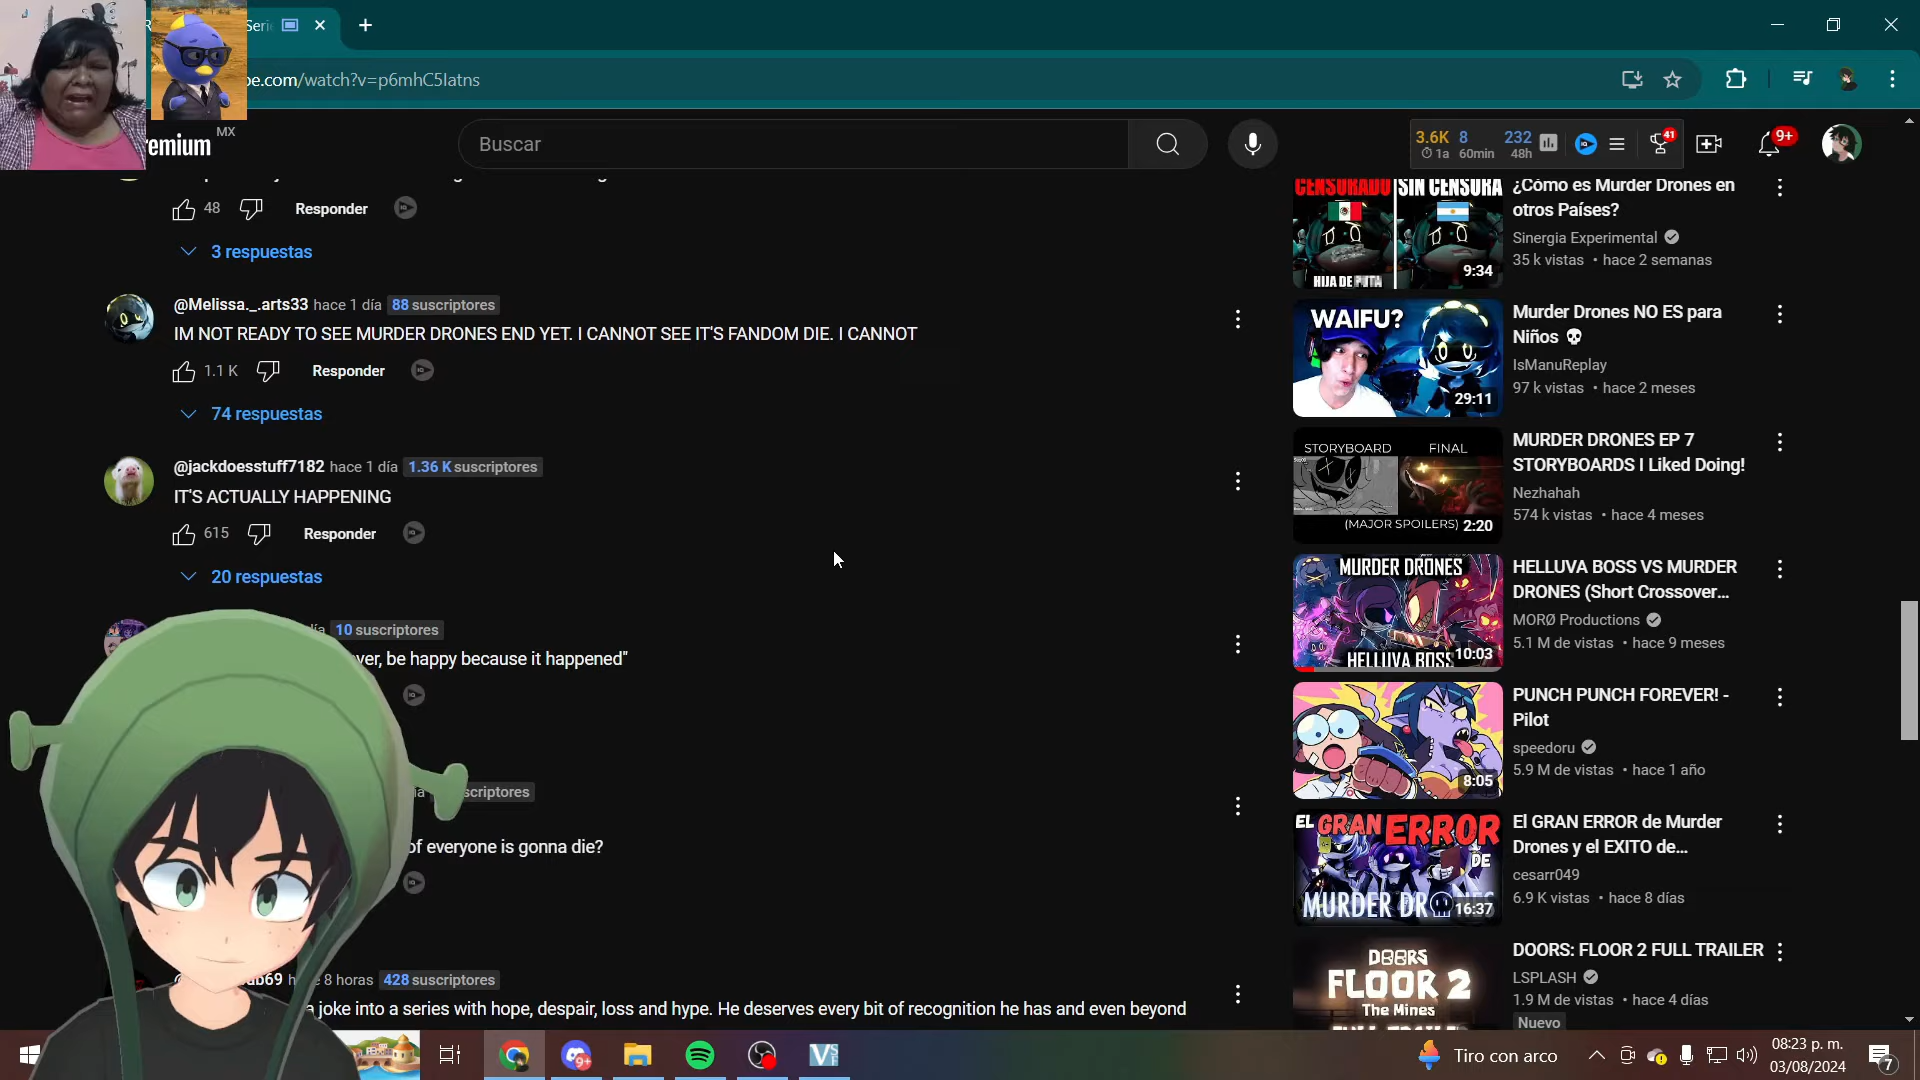 Serie
be.com/watch?v=p6mhC5Iatns
remium MX
Buscar
3.6K 8 232
1a 60min 48h
41
9+
48 Responder
3 respuestas
@Melissa._.arts33 hace 1 día 88 suscriptores
IM NOT READY TO SEE MURDER DRONES END YET. I CANNOT SEE IT'S FANDOM DIE. I CANNOT
1.1 K Responder
74 respuestas
@jackdoesstuff7182 hace 1 día 1.36 K suscriptores
IT'S ACTUALLY HAPPENING
615 Responder
20 respuestas
día 10 suscriptores
ver, be happy because it happened"
scriptores
of everyone is gonna die?
b69 hace 8 horas 428 suscriptores
a joke into a series with hope, despair, loss and hype. He deserves every bit of recognition he has and even beyond
CENSURADO SIN CENSURA
HIJA DE PUTA
9:34
¿Cómo es Murder Drones en
otros Países?
Sinergia Experimental
35 k vistas • hace 2 semanas
WAIFU?
29:11
Murder Drones NO ES para
Niños 💀
IsManuReplay
97 k vistas • hace 2 meses
STORYBOARD FINAL
(MAJOR SPOILERS) 2:20
MURDER DRONES EP 7
STORYBOARDS I Liked Doing!
Nezhahah
574 k vistas • hace 4 meses
MURDER DRONES
HELLUVA BOSS
10:03
HELLUVA BOSS VS MURDER
DRONES (Short Crossover...
MORØ Productions
5.1 M de vistas • hace 9 meses
8:05
PUNCH PUNCH FOREVER! -
Pilot
speedoru
5.9 M de vistas • hace 1 año
EL GRAN ERROR
DE
MURDER DRONES
16:37
El GRAN ERROR de Murder
Drones y el EXITO de...
cesarr049
6.9 K vistas • hace 8 días
DOORS
FLOOR 2
The Mines
FULL TRAILER
DOORS: FLOOR 2 FULL TRAILER
LSPLASH
1.9 M de vistas • hace 4 días
Nuevo
9+
Tiro con arco
08:23 p. m.
03/08/2024
7